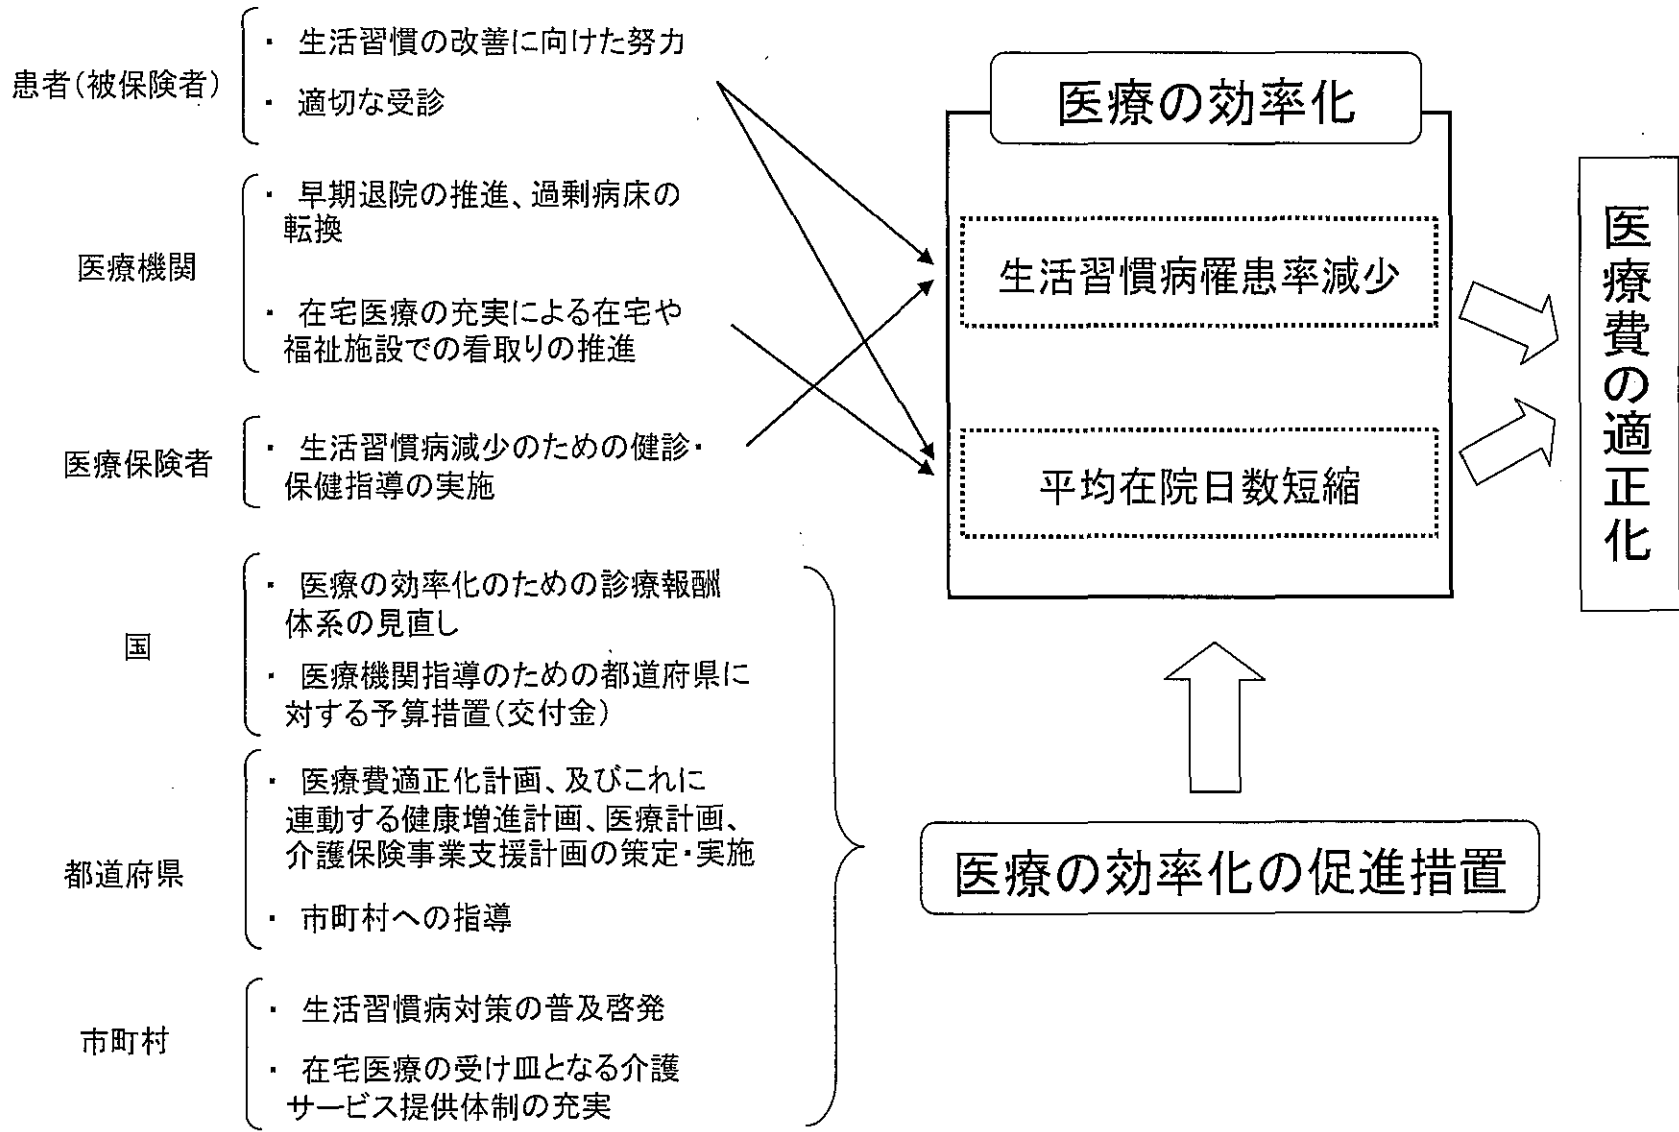 患者(被保険者)
・ 生活習慣の改善に向けた努力
・ 適切な受診
医療機関
・ 早期退院の推進、過剰病床の
転換
・ 在宅医療の充実による在宅や
福祉施設での看取りの推進
医療保険者
・ 生活習慣病減少のための健診・
保健指導の実施
国
・ 医療の効率化のための診療報酬
体系の見直し
・ 医療機関指導のための都道府県に
対する予算措置(交付金)
都道府県
・ 医療費適正化計画、及びこれに
連動する健康増進計画、医療計画、
介護保険事業支援計画の策定・実施
・ 市町村への指導
市町村
・ 生活習慣病対策の普及啓発
・ 在宅医療の受け皿となる介護
サービス提供体制の充実
医療の効率化
生活習慣病罹患率減少
平均在院日数短縮
医療の効率化の促進措置
医療費の適正化